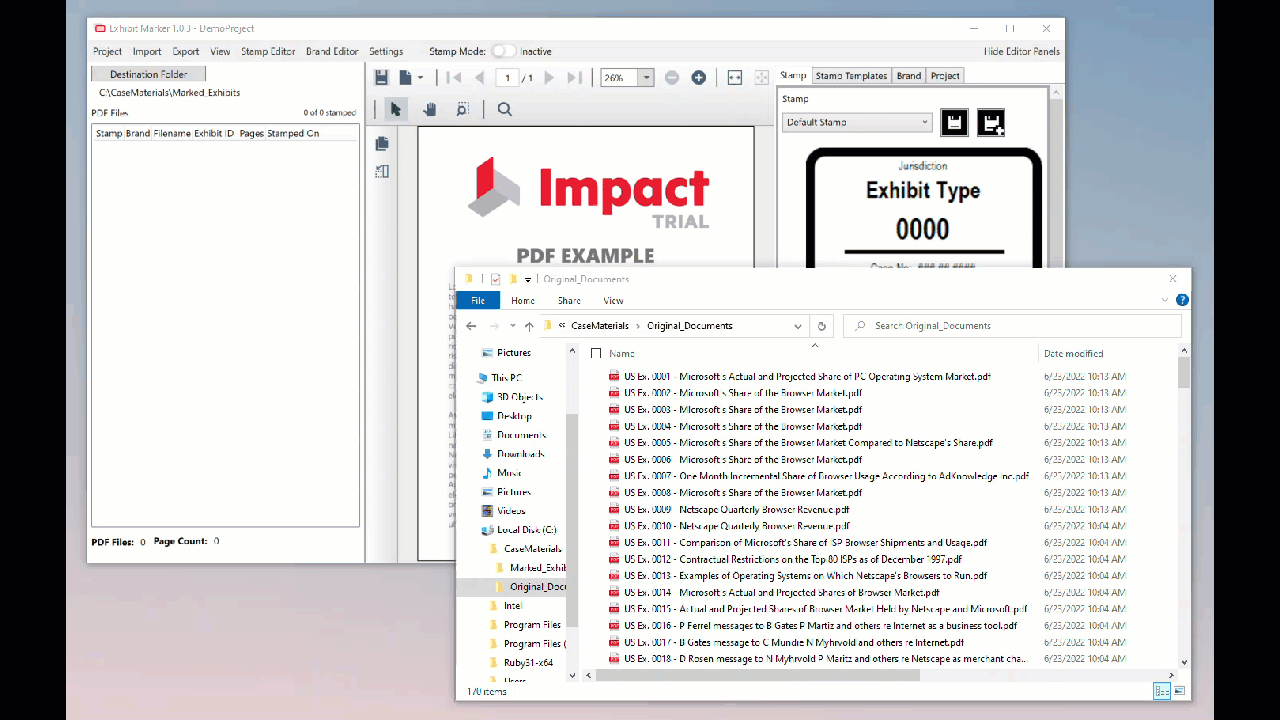 Exhibit Marker 1.0.3 - DemoProject
Project Import Export View Stamp Editor Brand Editor Settings Stamp Mode: Inactive Hide Editor Panels
Destination Folder
C:\CaseMaterials\Marked_Exhibits
PDF Files 0 of 0 stamped
Stamp Brand Filename Exhibit ID Pages Stamped On
PDF Files: 0 Page Count: 0
1 / 1 26%
Impact
TRIAL
PDF EXAMPLE
Stamp Stamp Templates Brand Project
Stamp
Default Stamp
Jurisdiction
Exhibit Type
0000
Original_Documents
File Home Share View
« CaseMaterials › Original_Documents
Search Original_Documents
Pictures
This PC
3D Objects
Desktop
Documents
Downloads
Music
Pictures
Videos
Local Disk (C:)
CaseMaterials
Marked_Exhib
Original_Docu
Intel
Program Files
Program Files (
Ruby31-x64
Name Date modified
US Ex. 0001 - Microsoft's Actual and Projected Share of PC Operating System Market.pdf 6/23/2022 10:13 AM
US Ex. 0002 - Microsoft's Share of the Browser Market.pdf 6/23/2022 10:13 AM
US Ex. 0003 - Microsoft's Share of the Browser Market.pdf 6/23/2022 10:13 AM
US Ex. 0004 - Microsoft's Share of the Browser Market.pdf 6/23/2022 10:13 AM
US Ex. 0005 - Microsoft's Share of the Browser Market Compared to Netscape's Share.pdf 6/23/2022 10:13 AM
US Ex. 0006 - Microsoft's Share of the Browser Market.pdf 6/23/2022 10:13 AM
US Ex. 0007 - One Month Incremental Share of Browser Usage According to AdKnowledge Inc.pdf 6/23/2022 10:13 AM
US Ex. 0008 - Microsoft's Share of the Browser Market.pdf 6/23/2022 10:13 AM
US Ex. 0009 - Netscape Quarterly Browser Revenue.pdf 6/23/2022 10:13 AM
US Ex. 0010 - Netscape Quarterly Browser Revenue.pdf 6/23/2022 10:04 AM
US Ex. 0011 - Comparison of Microsoft's Share of ISP Browser Shipments and Usage.pdf 6/23/2022 10:04 AM
US Ex. 0012 - Contractual Restrictions on the Top 80 ISPs as of December 1997.pdf 6/23/2022 10:04 AM
US Ex. 0013 - Examples of Operating Systems on Which Netscape's Browsers to Run.pdf 6/23/2022 10:04 AM
US Ex. 0014 - Microsoft's Actual and Projected Shares of Browser Market.pdf 6/23/2022 10:04 AM
US Ex. 0015 - Actual and Projected Shares of Browser Market Held by Netscape and Microsoft.pdf 6/23/2022 10:04 AM
US Ex. 0016 - P Ferrel messages to B Gates P Martiz and others re Internet as a business tool.pdf 6/23/2022 10:04 AM
US Ex. 0017 - B Gates message to C Mundie N Myhrvold and others re Internet.pdf 6/23/2022 10:04 AM
US Ex. 0018 - D Rosen message to N Myhrvold P Maritz and others re Netscape as merchant cha... 6/23/2022 10:04 AM
170 items